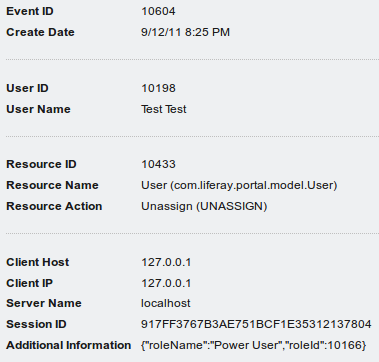 Event ID 10604
Create Date 9/12/11 8:25 PM
User ID 10198
User Name Test Test
Resource ID 10433
Resource Name User (com.liferay.portal.model.User)
Resource Action Unassign (UNASSIGN)
Client Host 127.0.0.1
Client IP 127.0.0.1
Server Name localhost
Session ID 917FF3767B3AE751BCF1E35312137804
Additional Information {"roleName":"Power User","roleId":10166}